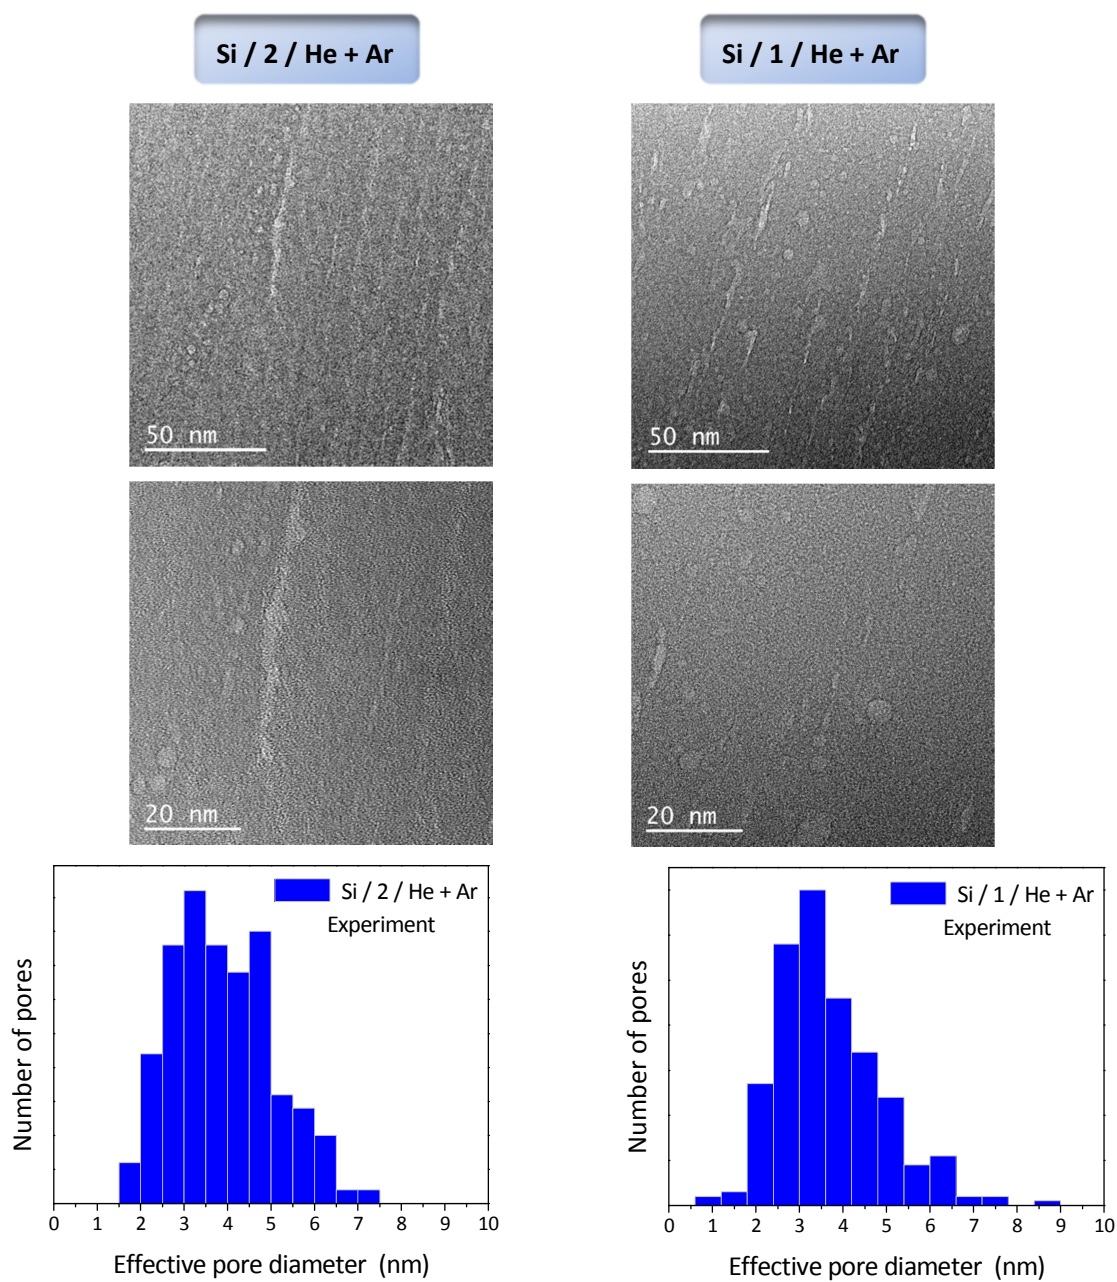 Si / 2 / He + Ar
Si / 1 / He + Ar
50 nm
50 nm
20 nm
20 nm
Si / 2 / He + Ar
Experiment
Number of pores
0 1 2 3 4 5 6 7 8 9 10
Effective pore diameter (nm)
Si / 1 / He + Ar
Experiment
Number of pores
0 1 2 3 4 5 6 7 8 9 10
Effective pore diameter (nm)